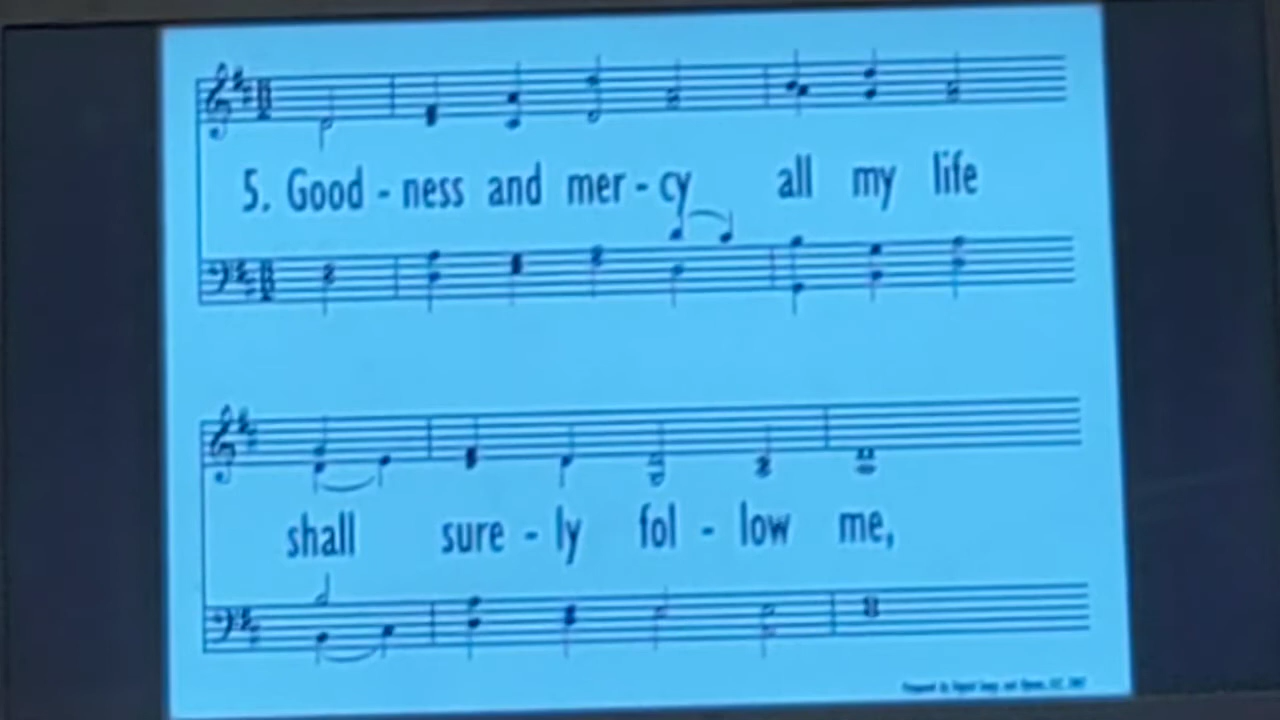 5. Good - ness and mer - cy all my life
shall sure - ly fol - low me,